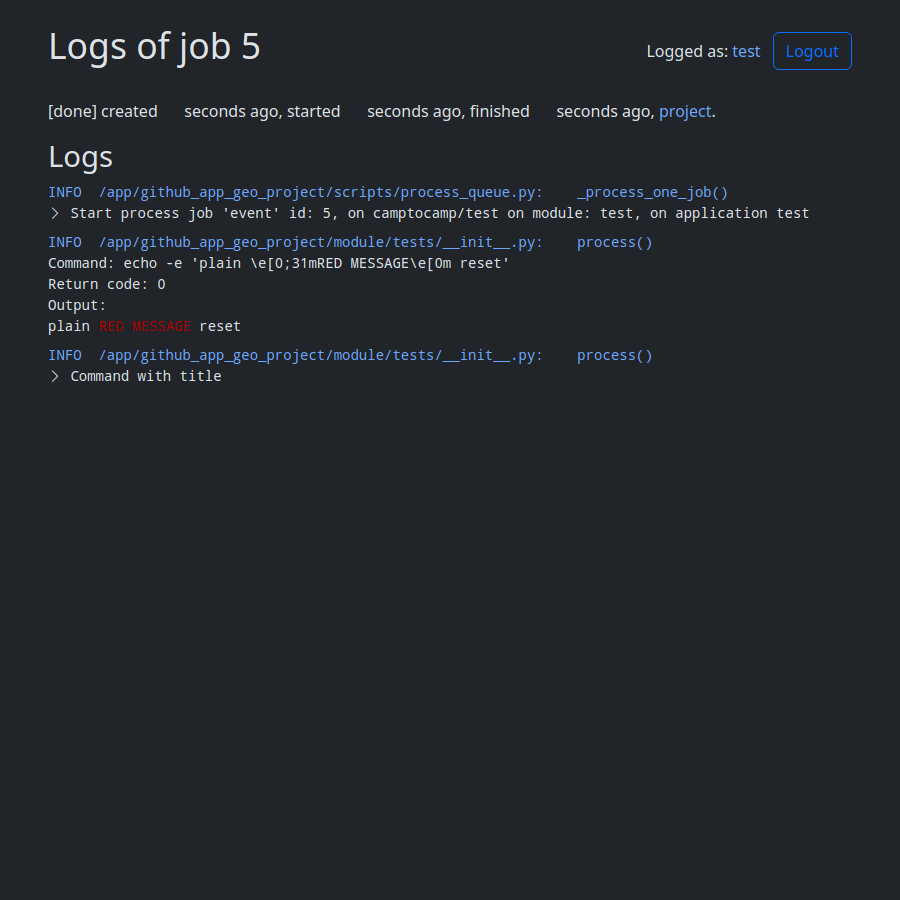 Logs of job 5
Logged as: test Logout
[done] created seconds ago, started seconds ago, finished seconds ago, project.
Logs
INFO /app/github_app_geo_project/scripts/process_queue.py: _process_one_job()
> Start process job 'event' id: 5, on camptocamp/test on module: test, on application test
INFO /app/github_app_geo_project/module/tests/__init__.py: process()
Command: echo -e 'plain \e[0;31mRED MESSAGE\e[0m reset'
Return code: 0
Output:
plain RED MESSAGE reset
INFO /app/github_app_geo_project/module/tests/__init__.py: process()
> Command with title